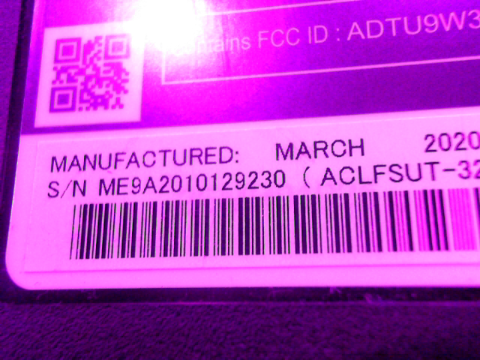 Contains FCC ID : ADTU9W3
MANUFACTURED: MARCH 2020
S/N ME9A2010129230 ( ACLFSUT-32